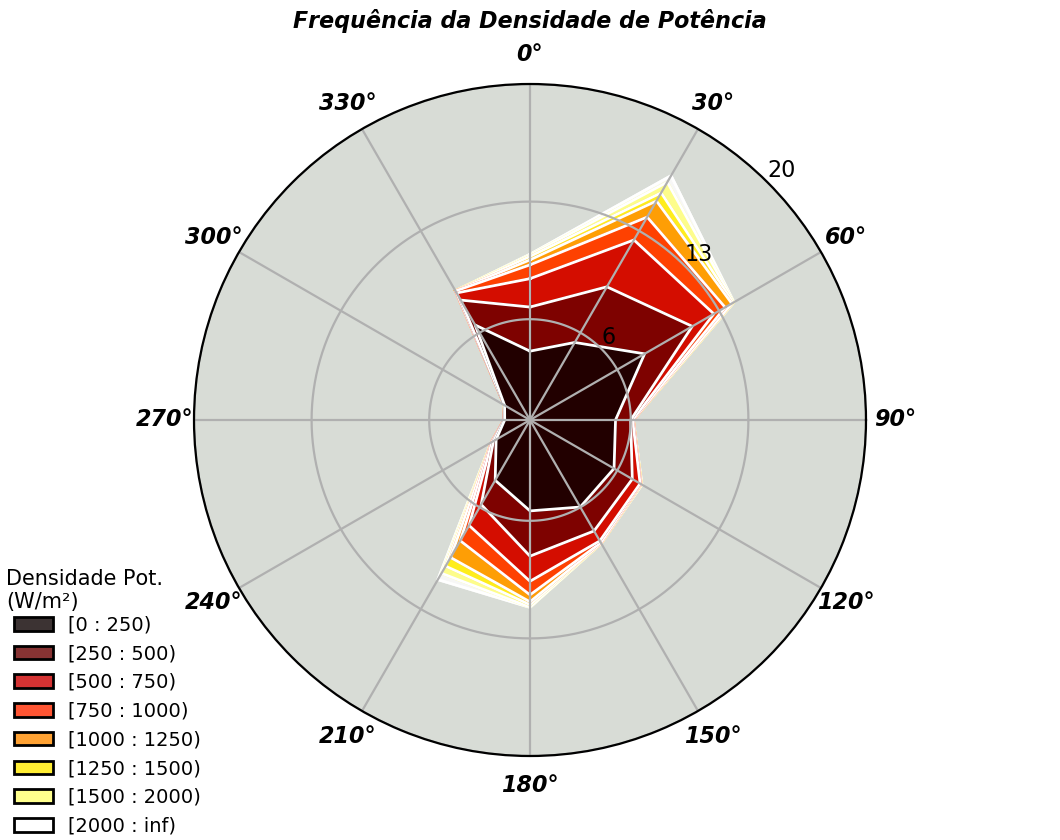 Frequência da Densidade de Potência
0°
330°
30°
20
300°
60°
13
6
270°
90°
240°
120°
210°
150°
180°
Densidade Pot.
(W/m²)
[0 : 250)
[250 : 500)
[500 : 750)
[750 : 1000)
[1000 : 1250)
[1250 : 1500)
[1500 : 2000)
[2000 : inf)